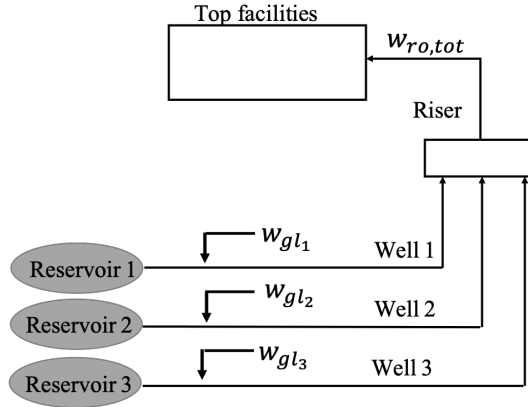 Top facilities
w_{ro,tot}
Riser
w_{gl_1}
Well 1
Reservoir 1
w_{gl_2}
Well 2
Reservoir 2
w_{gl_3}
Well 3
Reservoir 3